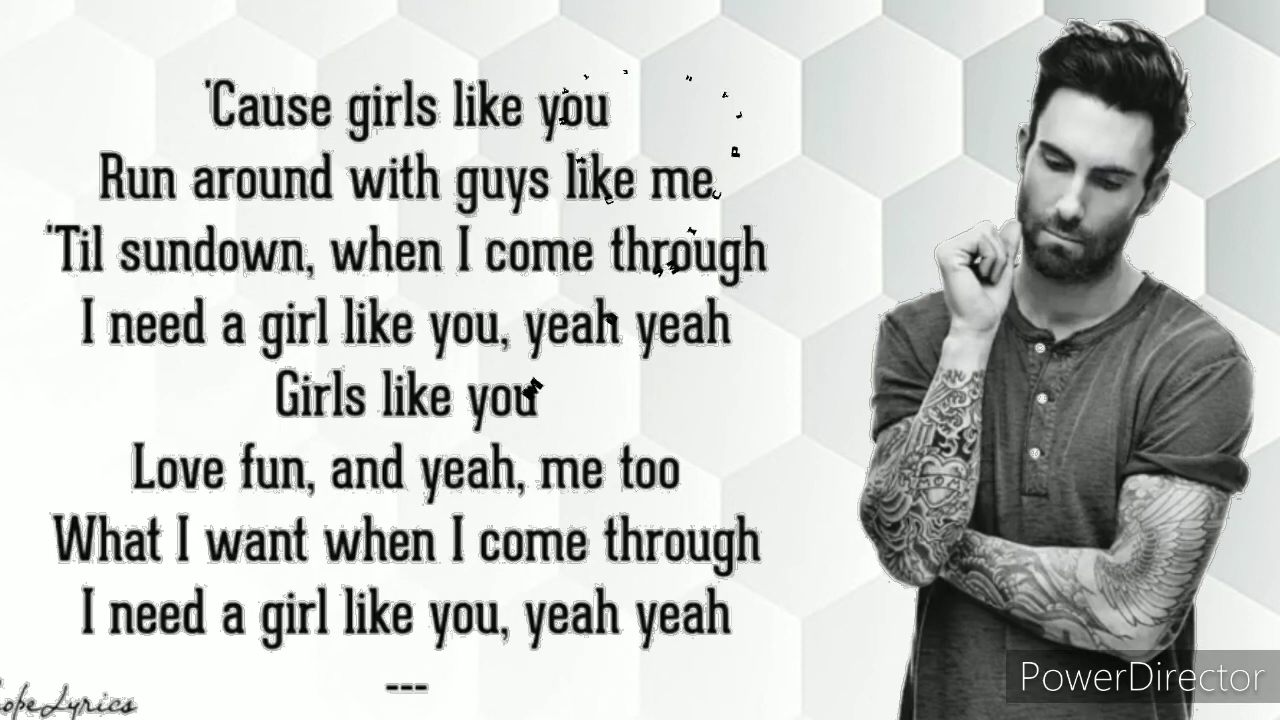 'Cause girls like you
Run around with guys like me
'Til sundown, when I come through
I need a girl like you, yeah yeah
Girls like you
Love fun, and yeah, me too
What I want when I come through
I need a girl like you, yeah yeah
---
MOM
opeLyrics
PowerDirector